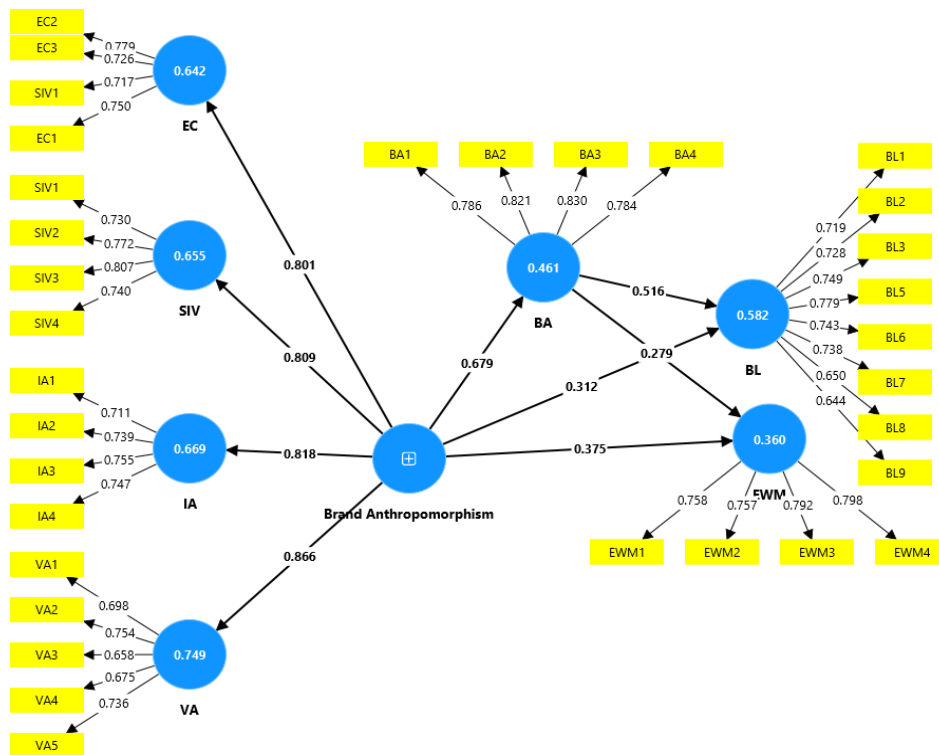 EC2
EC3
SIV1
EC1
0.779
0.726
0.717
0.750
0.642
EC
SIV1
SIV2
SIV3
SIV4
0.730
0.772
0.807
0.740
0.655
SIV
IA1
IA2
IA3
IA4
0.711
0.739
0.755
0.747
0.669
IA
VA1
VA2
VA3
VA4
VA5
0.698
0.754
0.658
0.675
0.736
0.749
VA
0.801
0.809
0.818
0.866
Brand Anthropomorphism
0.679
0.312
0.375
BA1
BA2
BA3
BA4
0.786
0.821
0.830
0.784
0.461
BA
0.516
0.279
0.582
BL
0.719
0.728
0.749
0.779
0.743
0.738
0.650
0.644
BL1
BL2
BL3
BL5
BL6
BL7
BL8
BL9
0.360
EWM
0.758
0.757
0.792
0.798
EWM1
EWM2
EWM3
EWM4